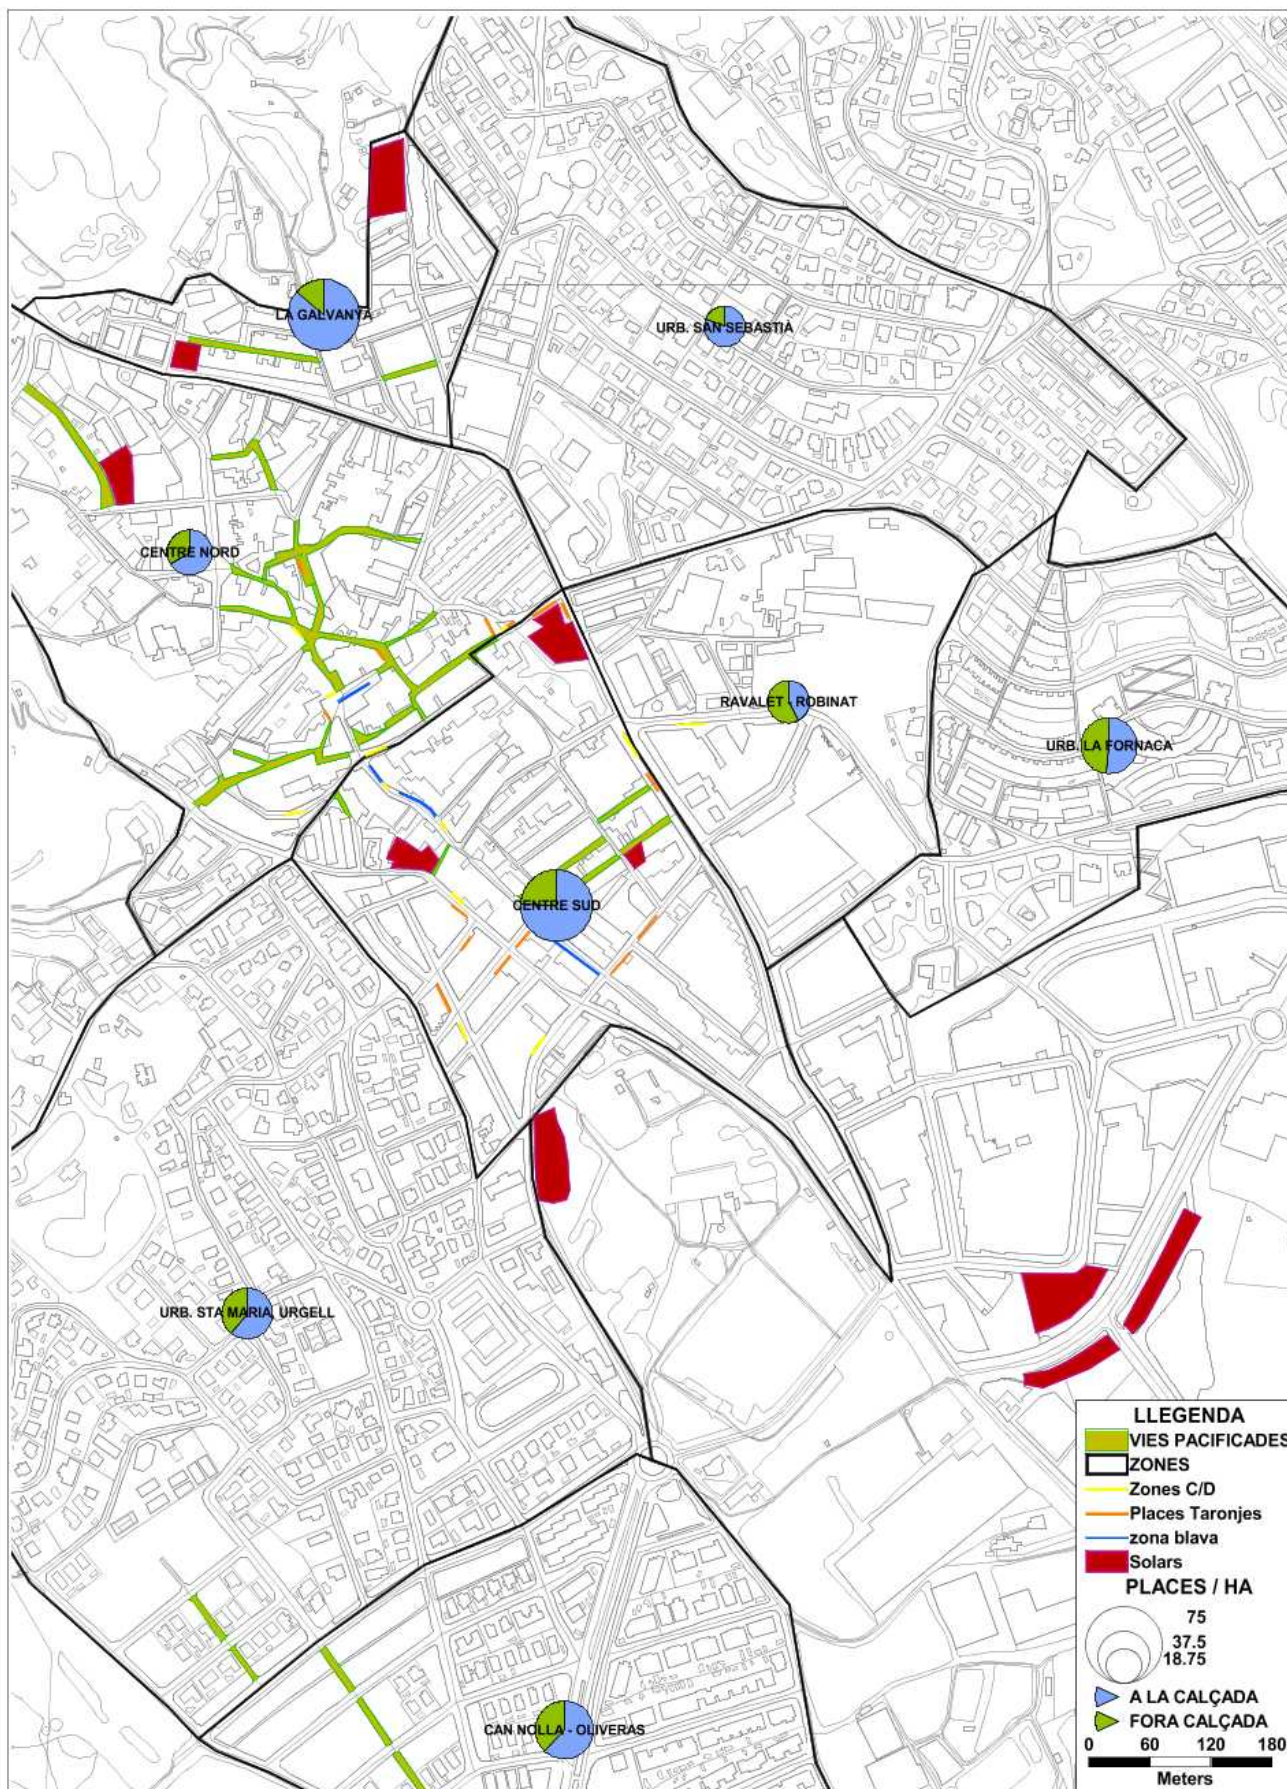 LA GALVANYA
URB. SAN SEBASTIÀ
CENTRE NORD
RAVALET - ROBINAT
URB. LA FORNACA
CENTRE SUD
URB. STA MARIA, URGELL
CAN NOLLA - OLIVERAS
LLEGENDA
VIES PACIFICADES
ZONES
Zones C/D
Places Taronjes
zona blava
Solars
PLACES / HA
75
37.5
18.75
A LA CALÇADA
FORA CALÇADA
0 60 120 180
Meters